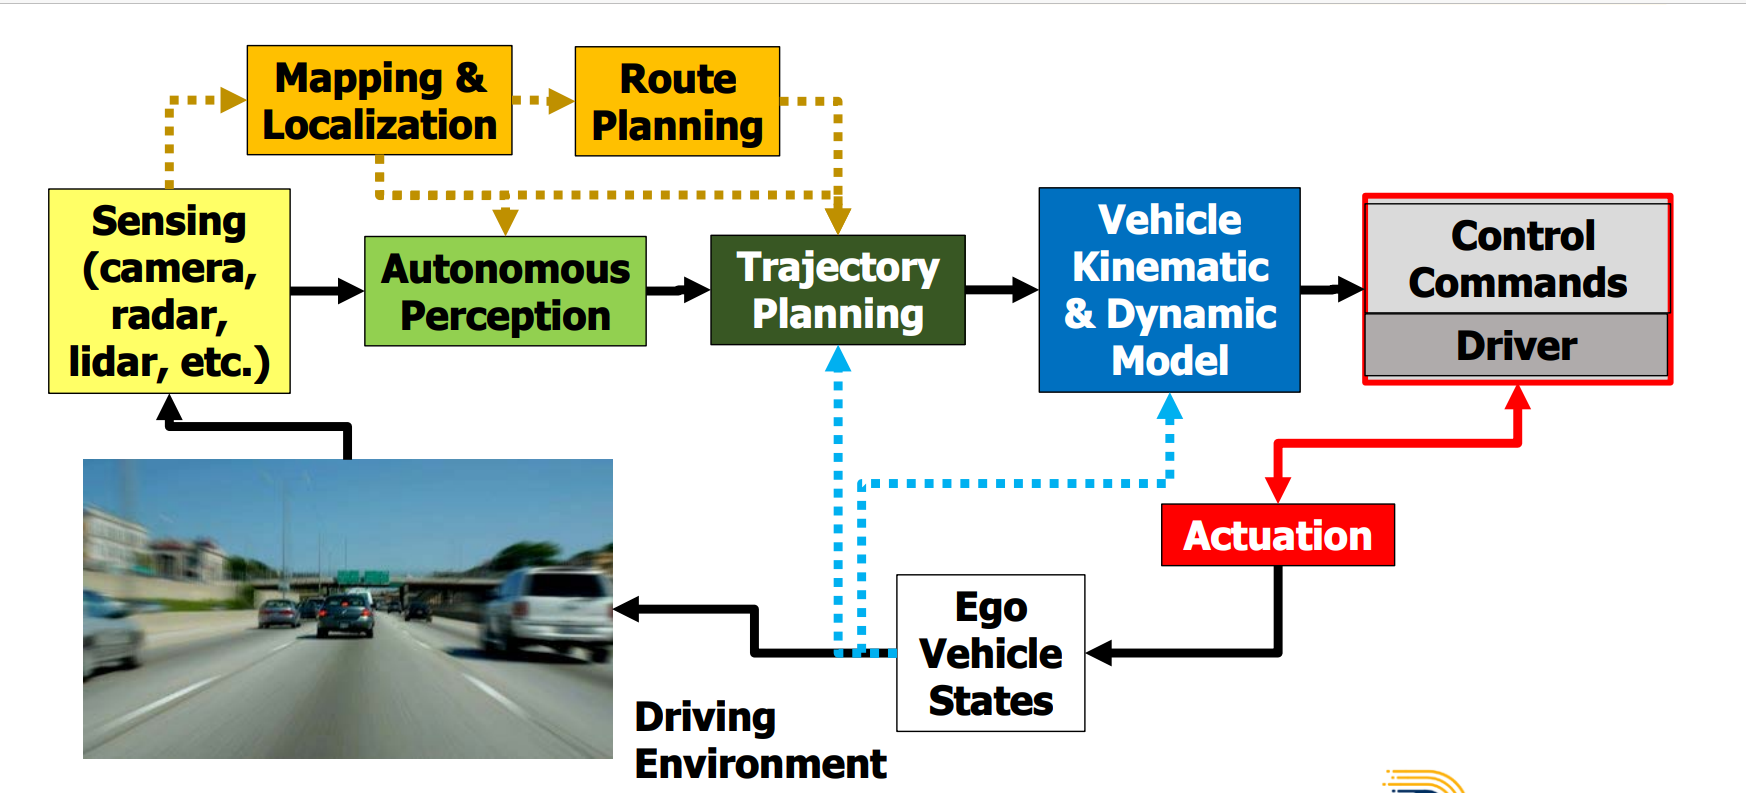 Mapping &
Localization
Route
Planning
Sensing
(camera,
radar,
lidar, etc.)
Autonomous
Perception
Trajectory
Planning
Vehicle
Kinematic
& Dynamic
Model
Control
Commands
Driver
Actuation
Ego
Vehicle
States
Driving
Environment